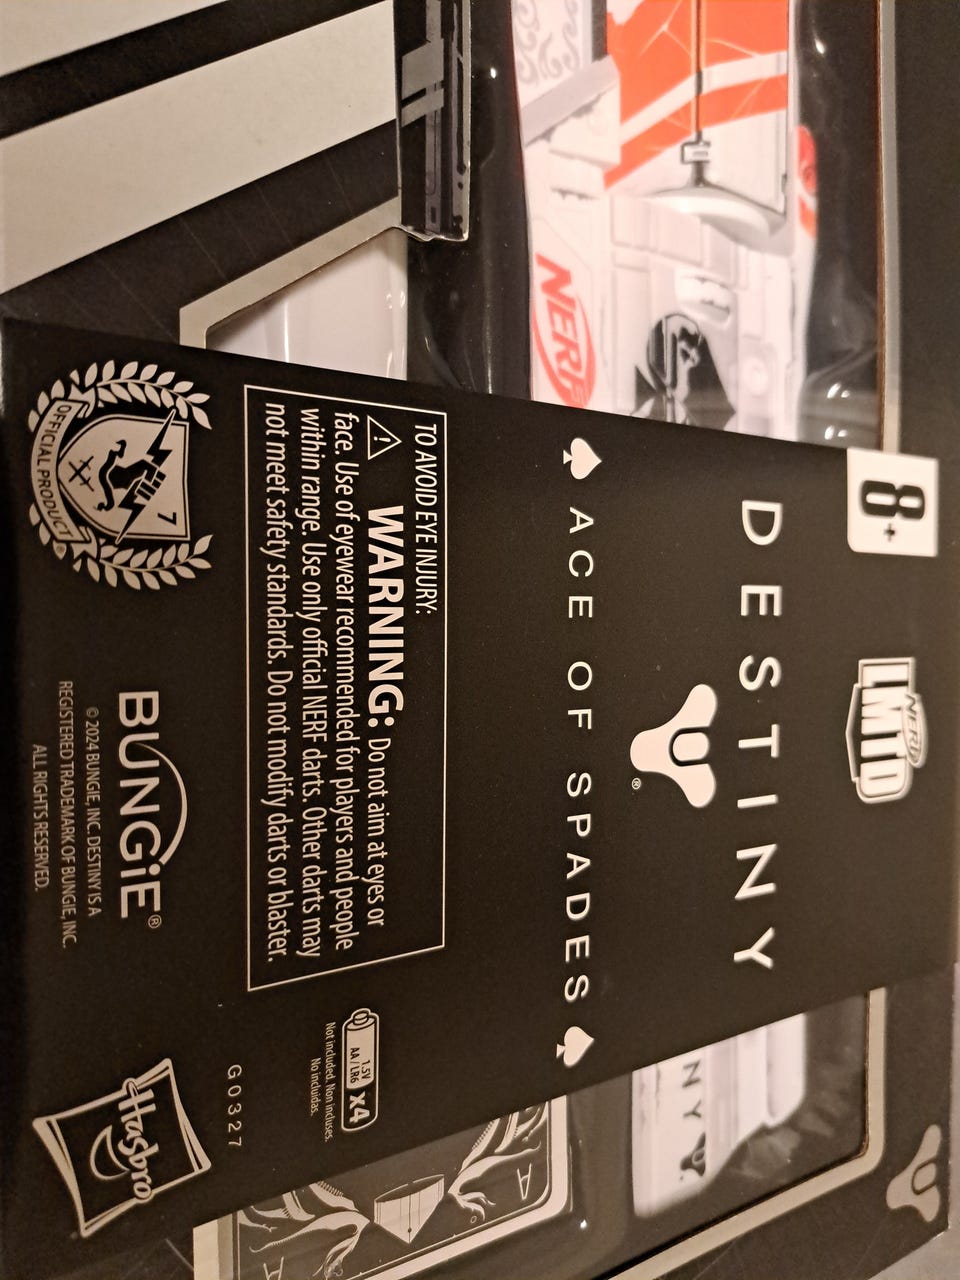 8+
NERF
LMTD
DESTINY
®
ACE OF SPADES
TO AVOID EYE INJURY:
WARNING: Do not aim at eyes or
face. Use of eyewear recommended for players and people
within range. Use only official NERF darts. Other darts may
not meet safety standards. Do not modify darts or blaster.
1.5V
AA / LR6
x4
Not included. Non incluses.
No incluidas.
G0327
7
OFFICIAL PRODUCT®
BUNGiE®
© 2024 BUNGIE, INC. DESTINY IS A
REGISTERED TRADEMARK OF BUNGIE, INC.
ALL RIGHTS RESERVED.
Hasbro
NERF
NY
A
A